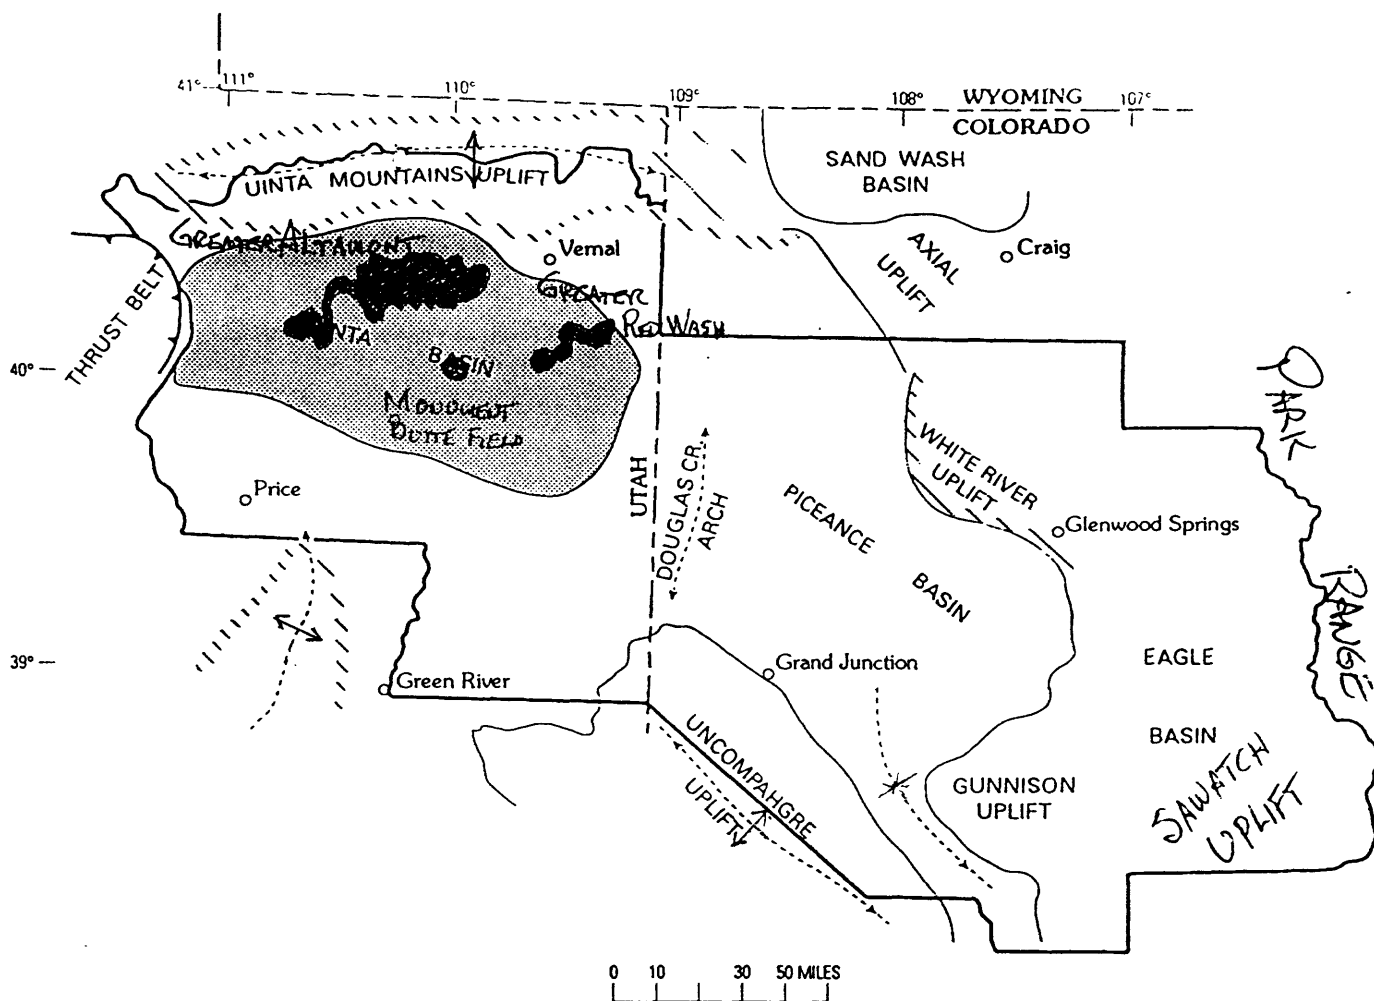 41° 111° 110° 109° 108° WYOMING 107°
COLORADO
SAND WASH
BASIN
UINTA MOUNTAINS UPLIFT
GREATER ALTAMONT
Vernal
AXIAL
UPLIFT
Craig
THRUST BELT
GREATER
RED WASH
NTA
BASIN
40°
MONUMENT
BUTTE FIELD
PARK
RANGE
WHITE RIVER
UPLIFT
Price
UTAH
DOUGLAS CR.
ARCH
PICEANCE
BASIN
Glenwood Springs
39°
Green River
Grand Junction
EAGLE
BASIN
UNCOMPAHGRE
UPLIFT
GUNNISON
UPLIFT
SAWATCH
UPLIFT
0 10 30 50 MILES